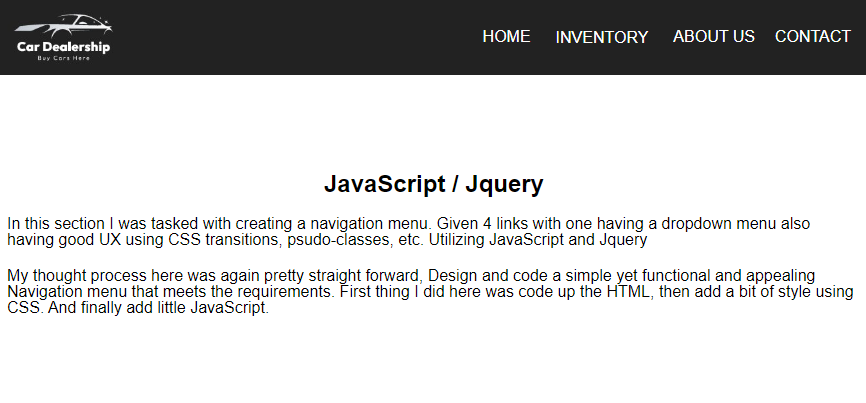 Car Dealership
Buy Cars Here
HOME INVENTORY ABOUT US CONTACT
JavaScript / Jquery
In this section I was tasked with creating a navigation menu. Given 4 links with one having a dropdown menu also
having good UX using CSS transitions, psudo-classes, etc. Utilizing JavaScript and Jquery
My thought process here was again pretty straight forward, Design and code a simple yet functional and appealing
Navigation menu that meets the requirements. First thing I did here was code up the HTML, then add a bit of style using
CSS. And finally add little JavaScript.